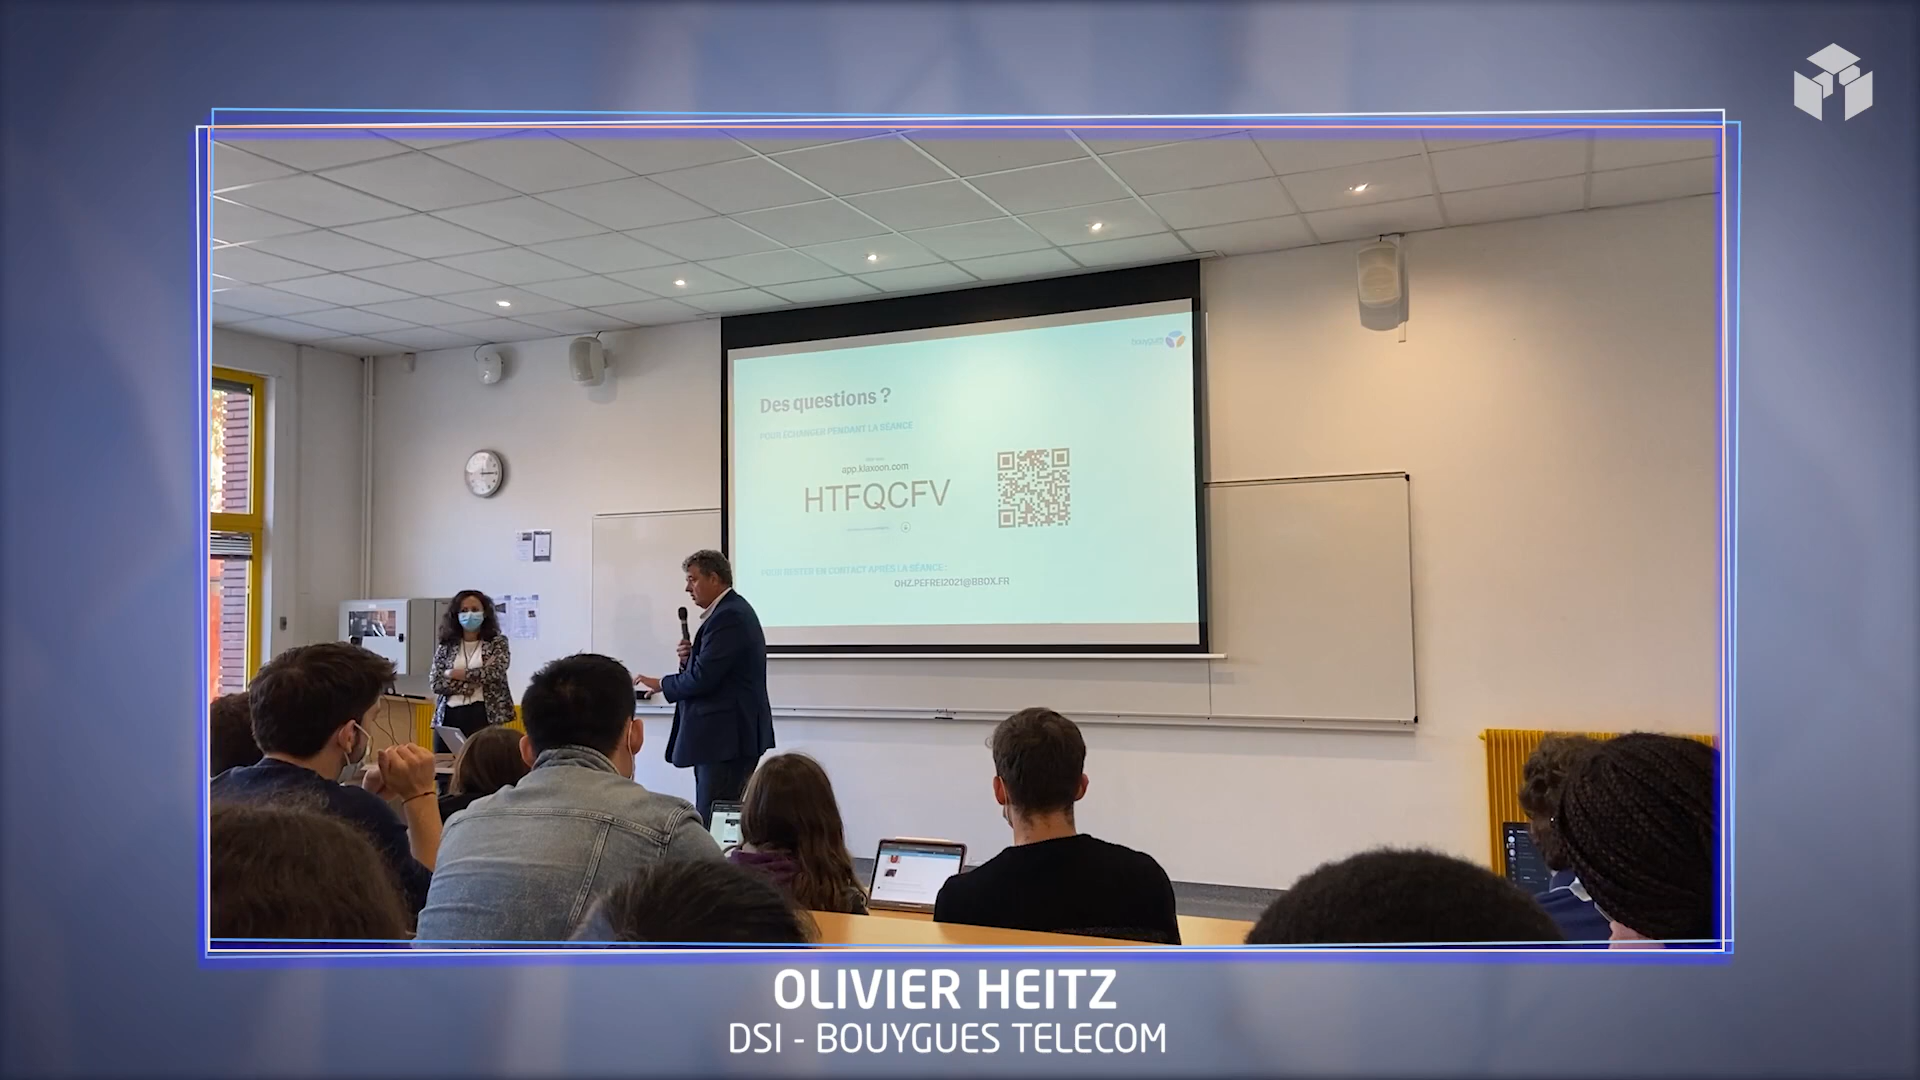 bouygues
Des questions ?
POUR ÉCHANGER PENDANT LA SÉANCE
app.klaxoon.com
HTFQCFV
POUR RESTER EN CONTACT APRÈS LA SÉANCE :
OHZ.PEFREI2021@BBOX.FR
OLIVIER HEITZ
DSI - BOUYGUES TELECOM